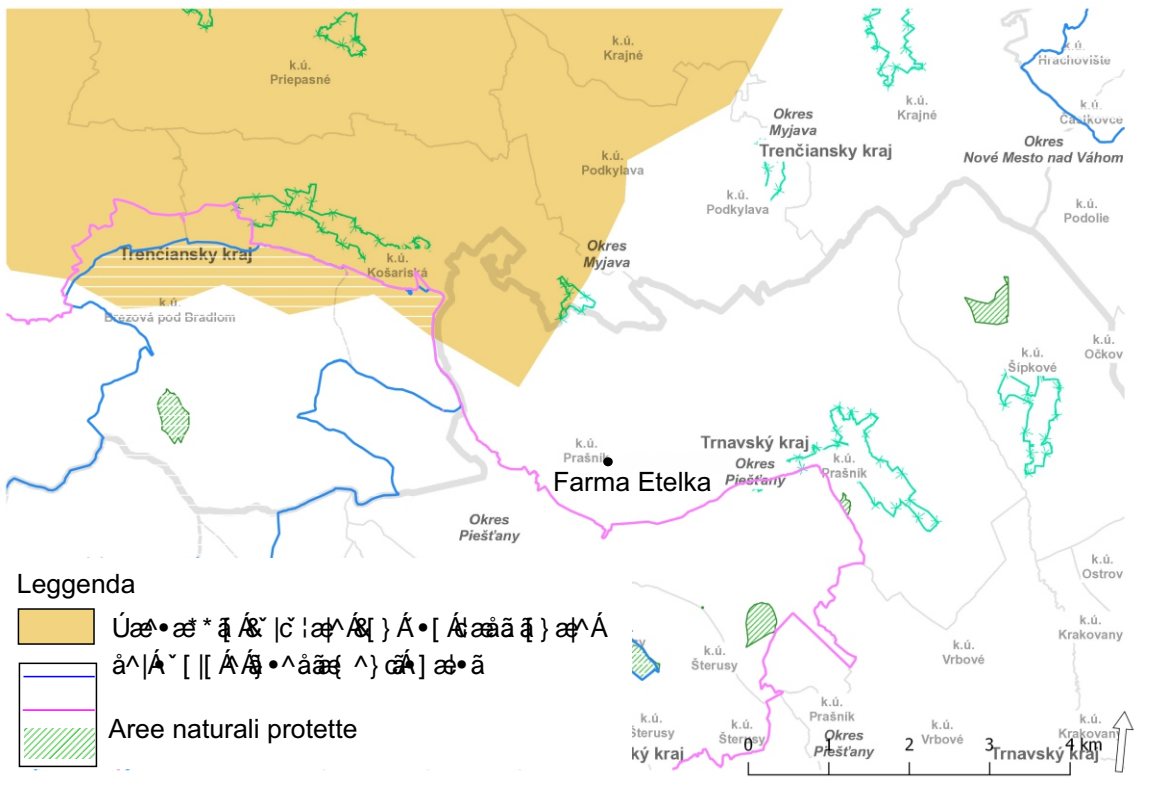 k.ú.
Priepasné
k.ú.
Krajné
k.ú.
Hrachovište
k.ú.
Čaškovce
Okres
Myjava
Trenčiansky kraj
k.ú.
Krajné
Okres
Nové Mesto nad Váhom
k.ú.
Podkylava
k.ú.
Podkylava
k.ú.
Podolie
Trenčiansky kraj
k.ú.
Košariská
Okres
Myjava
k.ú.
Brezová pod Bradlom
k.ú.
Šípkové
k.ú.
Očkov
k.ú.
Prašník
Farma Etelka
Trnavský kraj
Okres
Piešťany
k.ú.
Prašník
Okres
Piešťany
k.ú.
Ostrov
k.ú.
Krakovany
k.ú.
Šterusy
k.ú.
Vrbové
k.ú.
Šterusy
k.ú.
Šterusy
k.ú.
Prašník
Okres
Piešťany
k.ú.
Vrbové
k.ú.
Krakovany
ský kraj
Trnavský kraj
0 1 2 3 4 km
Leggenda
Aree naturali protette